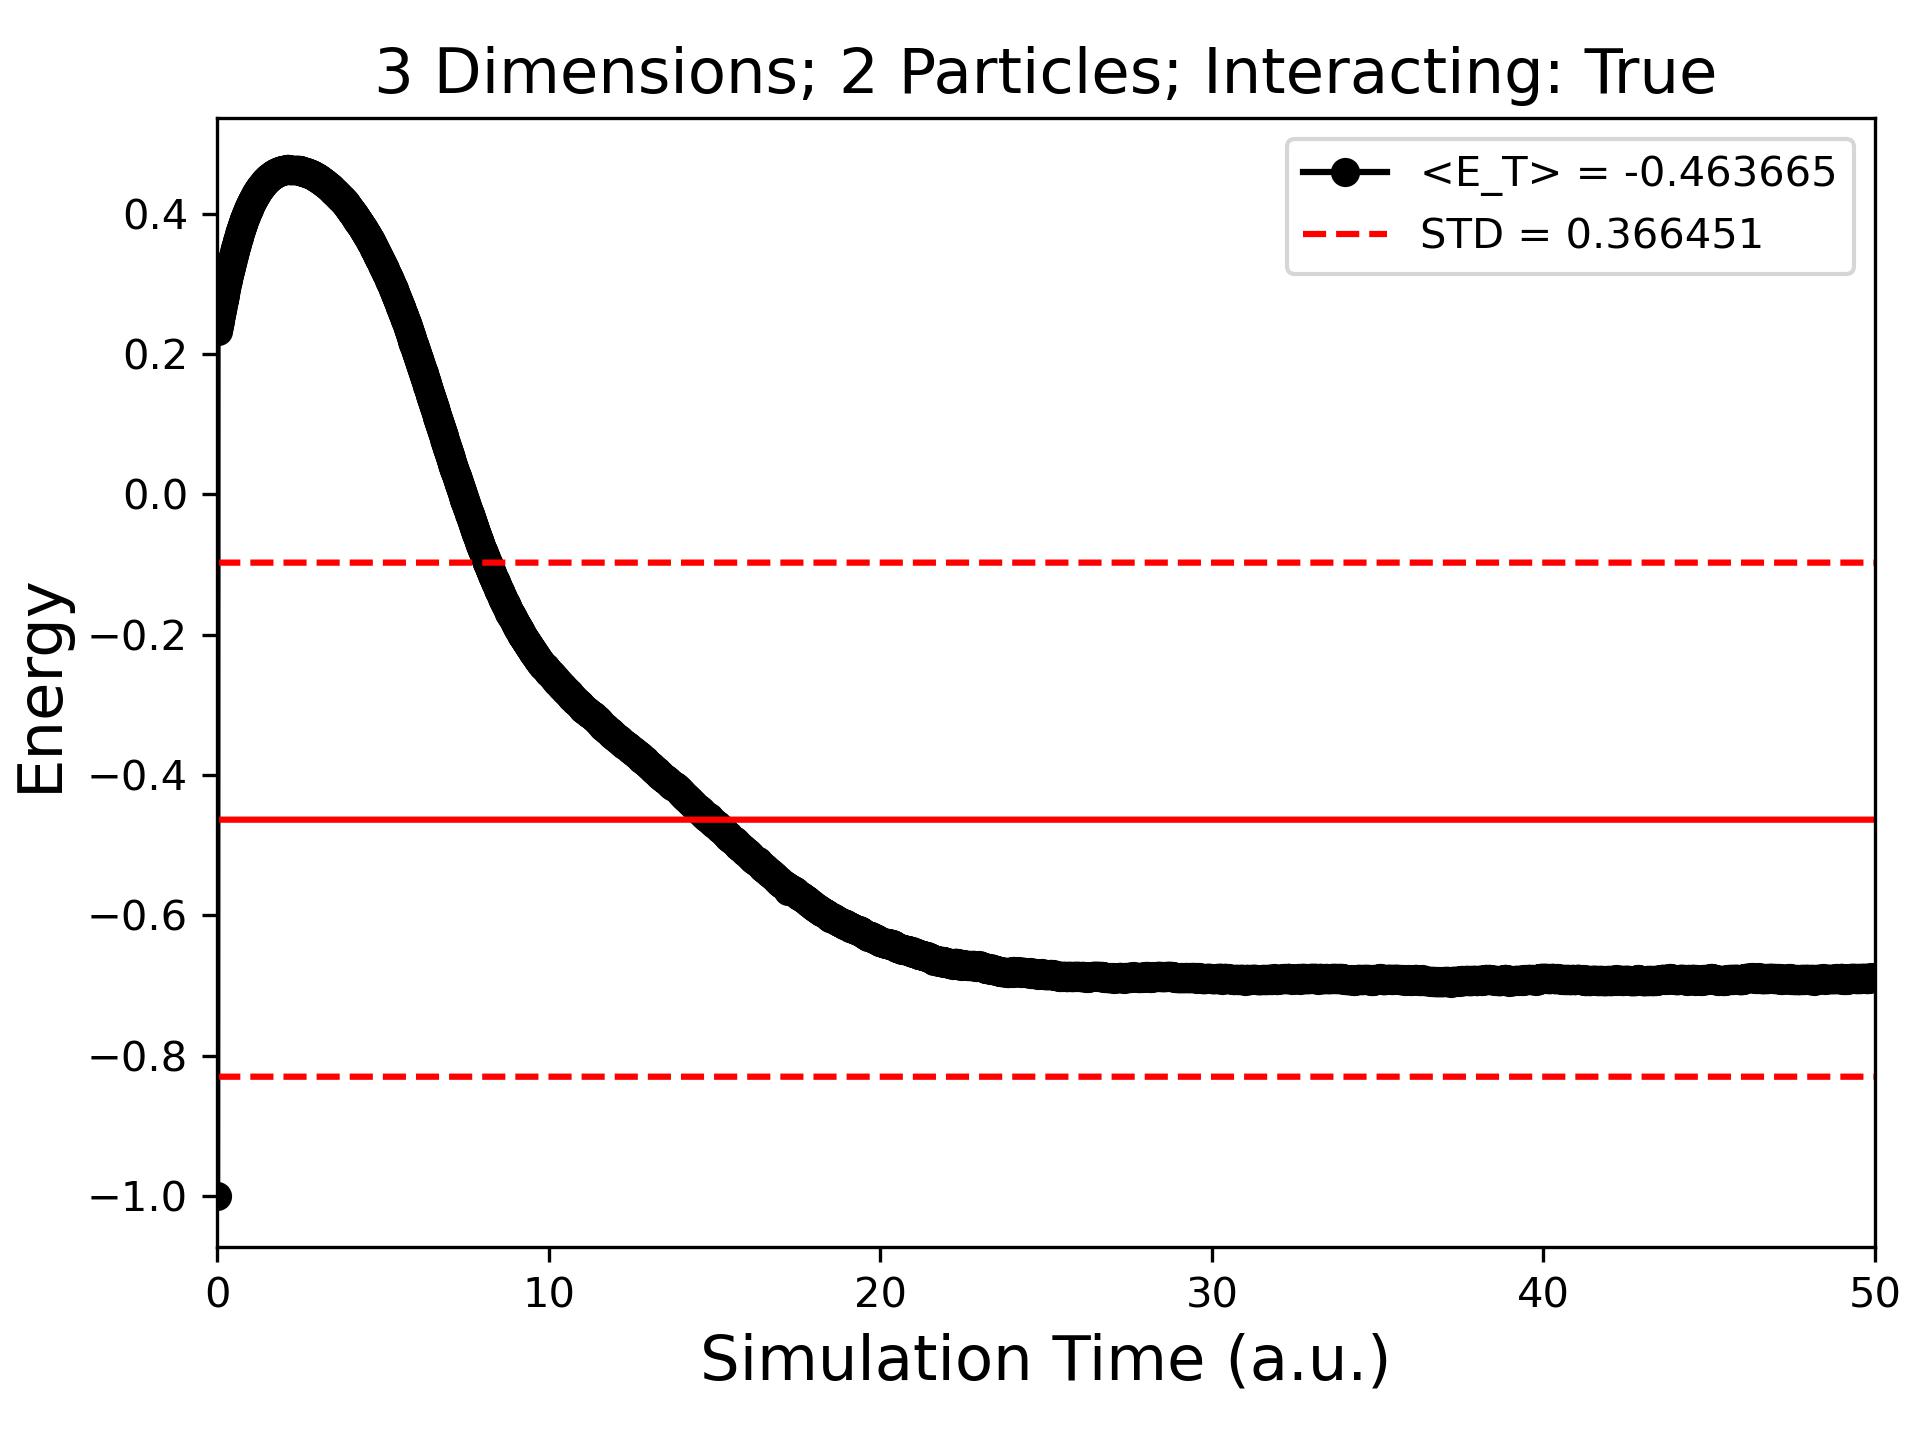 3 Dimensions; 2 Particles; Interacting: True
<E_T> = -0.463665
STD = 0.366451
Energy
0.4
0.2
0.0
−0.2
−0.4
−0.6
−0.8
−1.0
0 10 20 30 40 50
Simulation Time (a.u.)